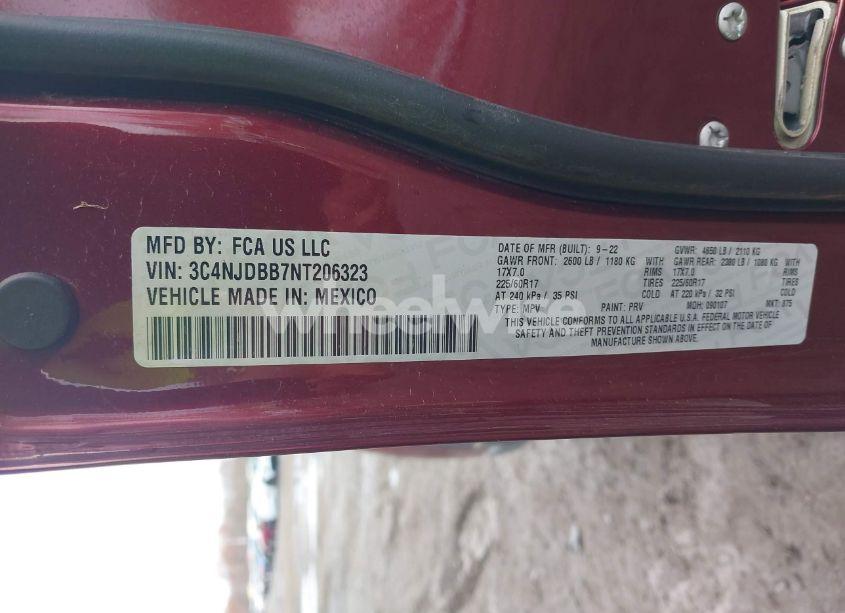 MFD BY: FCA US LLC
VIN: 3C4NJDBB7NT206323
VEHICLE MADE IN: MEXICO
DATE OF MFR (BUILT): 9-22 GVWR: 4650 LB / 2110 KG
GAWR FRONT: 2600 LB / 1180 KG WITH GAWR REAR: 2380 LB / 1080 KG WITH
17X7.0 RIMS 17X7.0 RIMS
225/60R17 TIRES 225/60R17 TIRES
AT 240 kPa / 35 PSI COLD AT 220 kPa / 32 PSI COLD
TYPE: MPV PAINT: PRV MDH: 090107 MKT: 875
THIS VEHICLE CONFORMS TO ALL APPLICABLE U.S.A. FEDERAL MOTOR VEHICLE
SAFETY AND THEFT PREVENTION STANDARDS IN EFFECT ON THE DATE OF
MANUFACTURE SHOWN ABOVE.